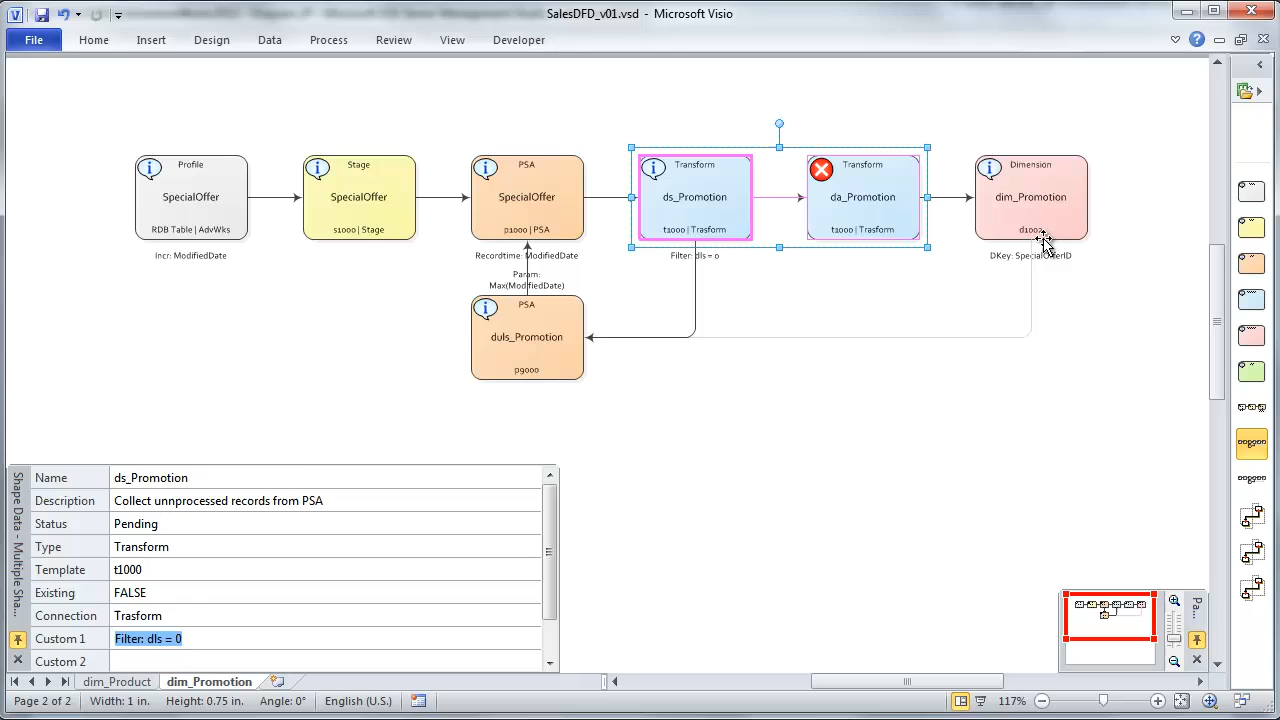 SalesDFD_v01.vsd - Microsoft Visio
File Home Insert Design Data Process Review View Developer
Profile
SpecialOffer
RDB Table | AdvWks
Incr: ModifiedDate
Stage
SpecialOffer
s1000 | Stage
PSA
SpecialOffer
p1000 | PSA
Recordtime: ModifiedDate
Param:
Max(ModifiedDate)
Transform
ds_Promotion
t1000 | Trasform
Filter: dls = 0
Transform
da_Promotion
t1000 | Trasform
Dimension
dim_Promotion
d1002
DKey: SpecialOfferID
PSA
duls_Promotion
p9000
Shape Data - Multiple Sha...
Name ds_Promotion
Description Collect unnprocessed records from PSA
Status Pending
Type Transform
Template t1000
Existing FALSE
Connection Trasform
Custom 1 Filter: dls = 0
Custom 2
Pa...
dim_Product dim_Promotion
Page 2 of 2 Width: 1 in. Height: 0.75 in. Angle: 0° English (U.S.) 117%